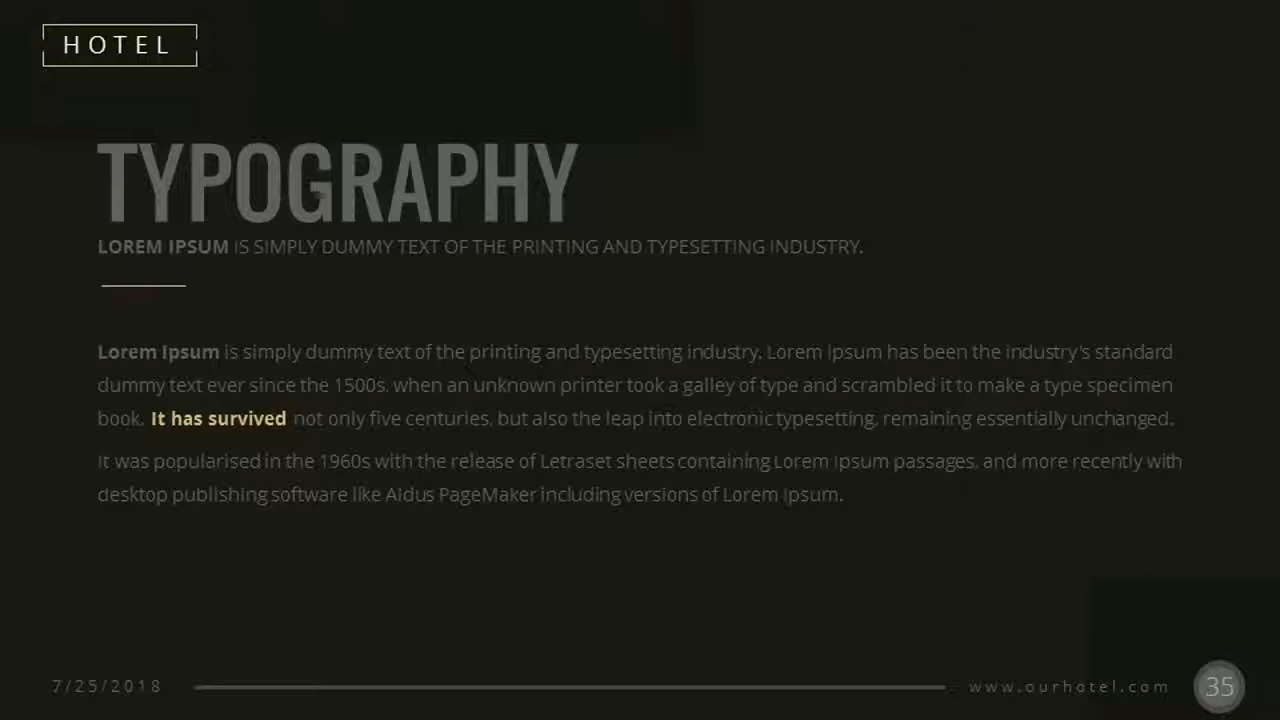 HOTEL
TYPOGRAPHY
LOREM IPSUM IS SIMPLY DUMMY TEXT OF THE PRINTING AND TYPESETTING INDUSTRY.
Lorem Ipsum is simply dummy text of the printing and typesetting industry. Lorem Ipsum has been the industry's standard
dummy text ever since the 1500s, when an unknown printer took a galley of type and scrambled it to make a type specimen
book. It has survived not only five centuries, but also the leap into electronic typesetting, remaining essentially unchanged.
It was popularised in the 1960s with the release of Letraset sheets containing Lorem Ipsum passages, and more recently with
desktop publishing software like Aldus PageMaker including versions of Lorem Ipsum.
7/25/2018
www.ourhotel.com
35